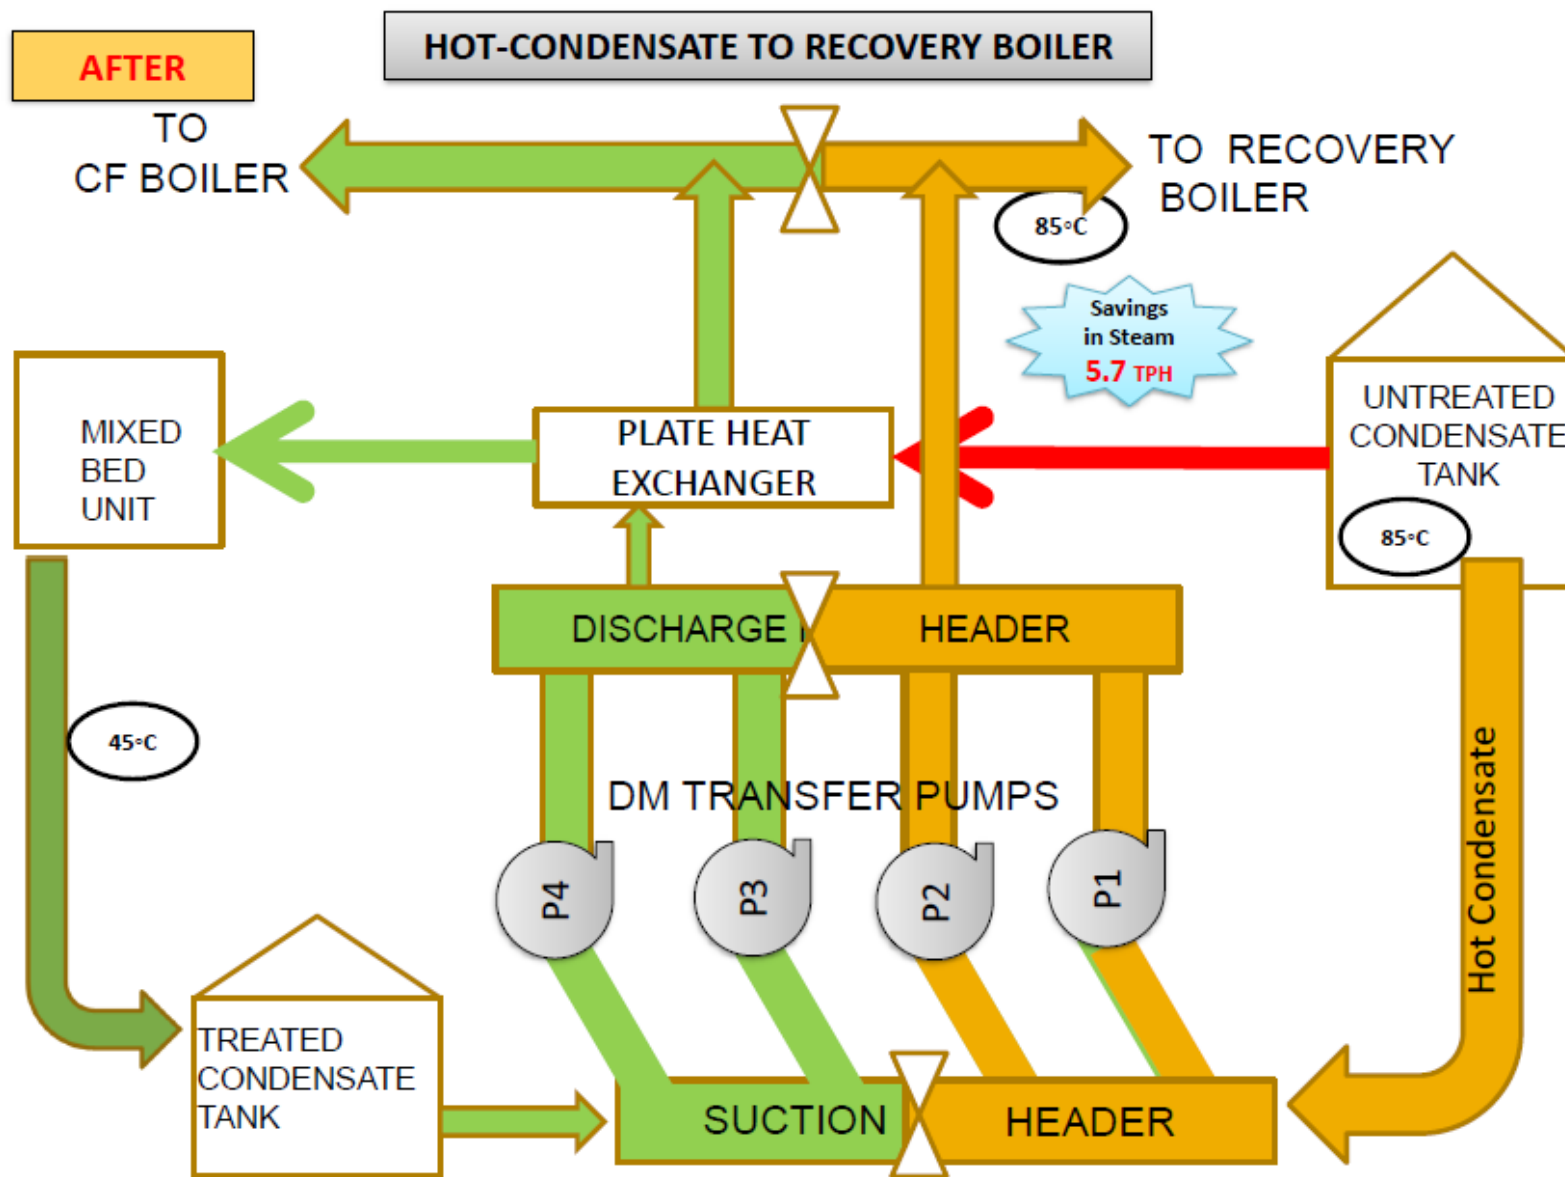 HOT-CONDENSATE TO RECOVERY BOILER
AFTER
TO
CF BOILER
TO RECOVERY
BOILER
85°C
Savings
in Steam
5.7 TPH
UNTREATED
CONDENSATE
TANK
85°C
MIXED
BED
UNIT
PLATE HEAT
EXCHANGER
DISCHARGE HEADER
45°C
DM TRANSFER PUMPS
P4
P3
P2
P1
Hot Condensate
TREATED
CONDENSATE
TANK
SUCTION HEADER